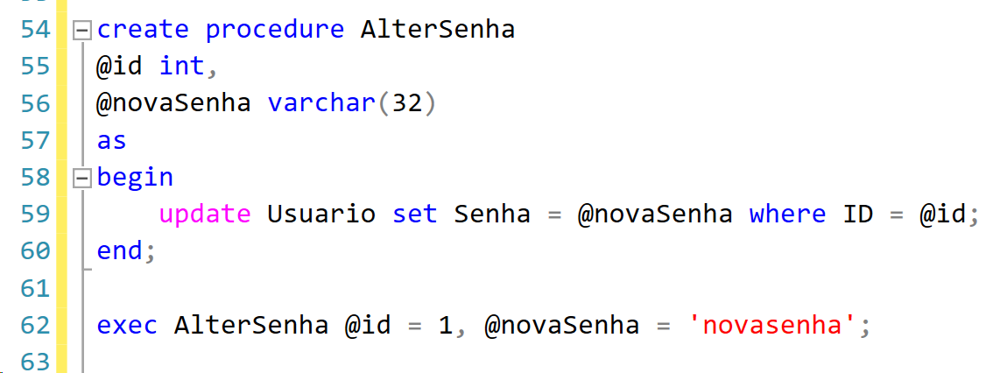 54 create procedure AlterSenha
55 @id int,
56 @novaSenha varchar(32)
57 as
58 begin
59 update Usuario set Senha = @novaSenha where ID = @id;
60 end;
61
62 exec AlterSenha @id = 1, @novaSenha = 'novasenha';
63